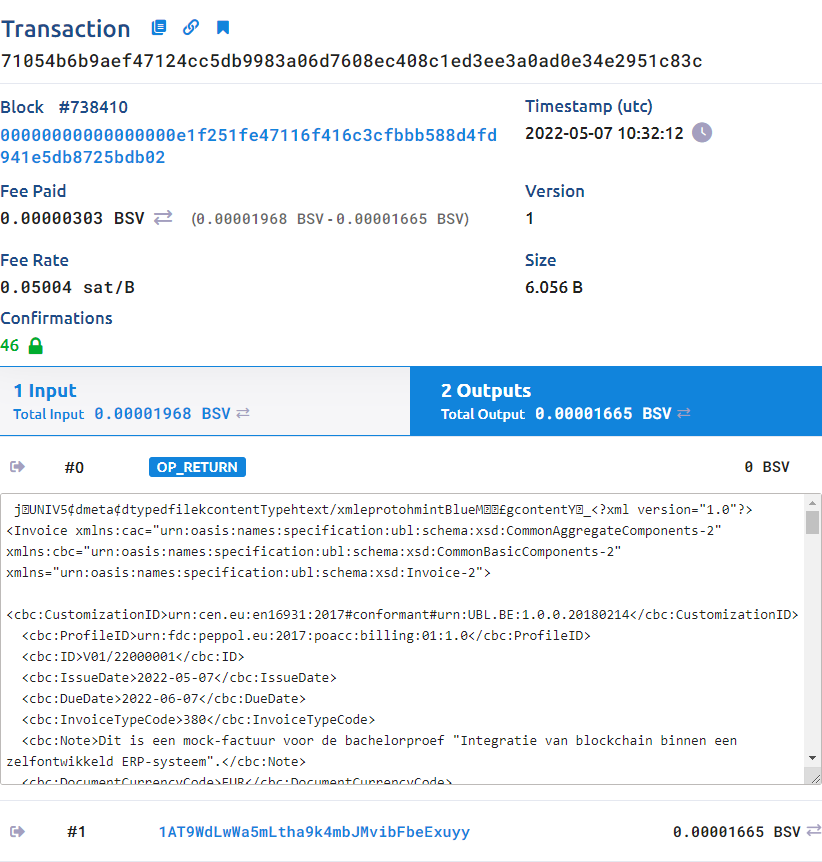 Transaction
71054b6b9aef47124cc5db9983a06d7608ec408c1ed3ee3a0ad0e34e2951c83c
Block #738410
Timestamp (utc)
00000000000000000e1f251fe47116f416c3cfbbb588d4fd
941e5db8725bdb02
2022-05-07 10:32:12
Fee Paid
Version
0.00000303 BSV (0.00001968 BSV - 0.00001665 BSV)
1
Fee Rate
Size
0.05004 sat/B
6.056 B
Confirmations
46
1 Input
Total Input 0.00001968 BSV
2 Outputs
Total Output 0.00001665 BSV
#0 OP_RETURN 0 BSV
j�UNIV5¢dmeta¢dtypedfilekcontentTypehtext/xmleprotohmintBlueM��£gcontentY�_<?xml version="1.0"?>
<Invoice xmlns:cac="urn:oasis:names:specification:ubl:schema:xsd:CommonAggregateComponents-2"
xmlns:cbc="urn:oasis:names:specification:ubl:schema:xsd:CommonBasicComponents-2"
xmlns="urn:oasis:names:specification:ubl:schema:xsd:Invoice-2">
<cbc:CustomizationID>urn:cen.eu:en16931:2017#conformant#urn:UBL.BE:1.0.0.20180214</cbc:CustomizationID>
<cbc:ProfileID>urn:fdc:peppol.eu:2017:poacc:billing:01:1.0</cbc:ProfileID>
<cbc:ID>V01/22000001</cbc:ID>
<cbc:IssueDate>2022-05-07</cbc:IssueDate>
<cbc:DueDate>2022-06-07</cbc:DueDate>
<cbc:InvoiceTypeCode>380</cbc:InvoiceTypeCode>
<cbc:Note>Dit is een mock-factuur voor de bachelorproef "Integratie van blockchain binnen een
zelfontwikkeld ERP-systeem".</cbc:Note>
<cbc:DocumentCurrencyCode>EUR</cbc:DocumentCurrencyCode>
#1 1AT9WdLwWa5mLtha9k4mbJMvibFbeExuyy 0.00001665 BSV